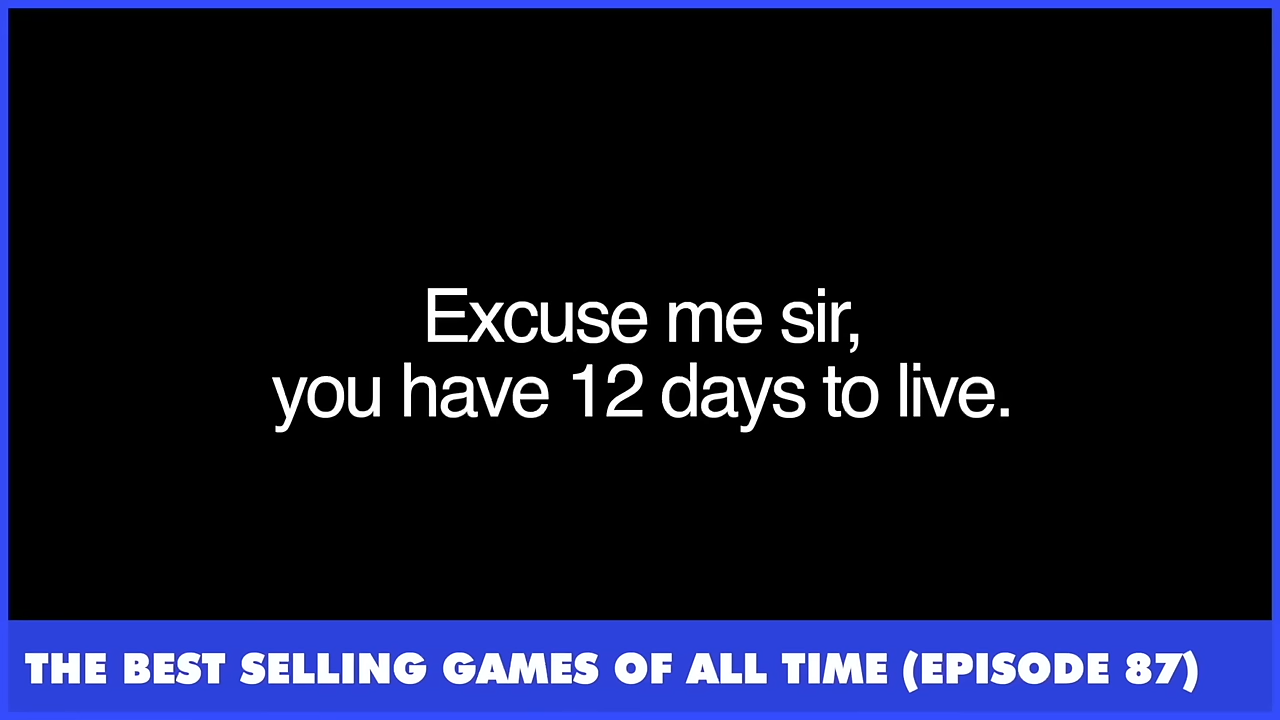 Excuse me sir,
you have 12 days to live.
THE BEST SELLING GAMES OF ALL TIME (EPISODE 87)